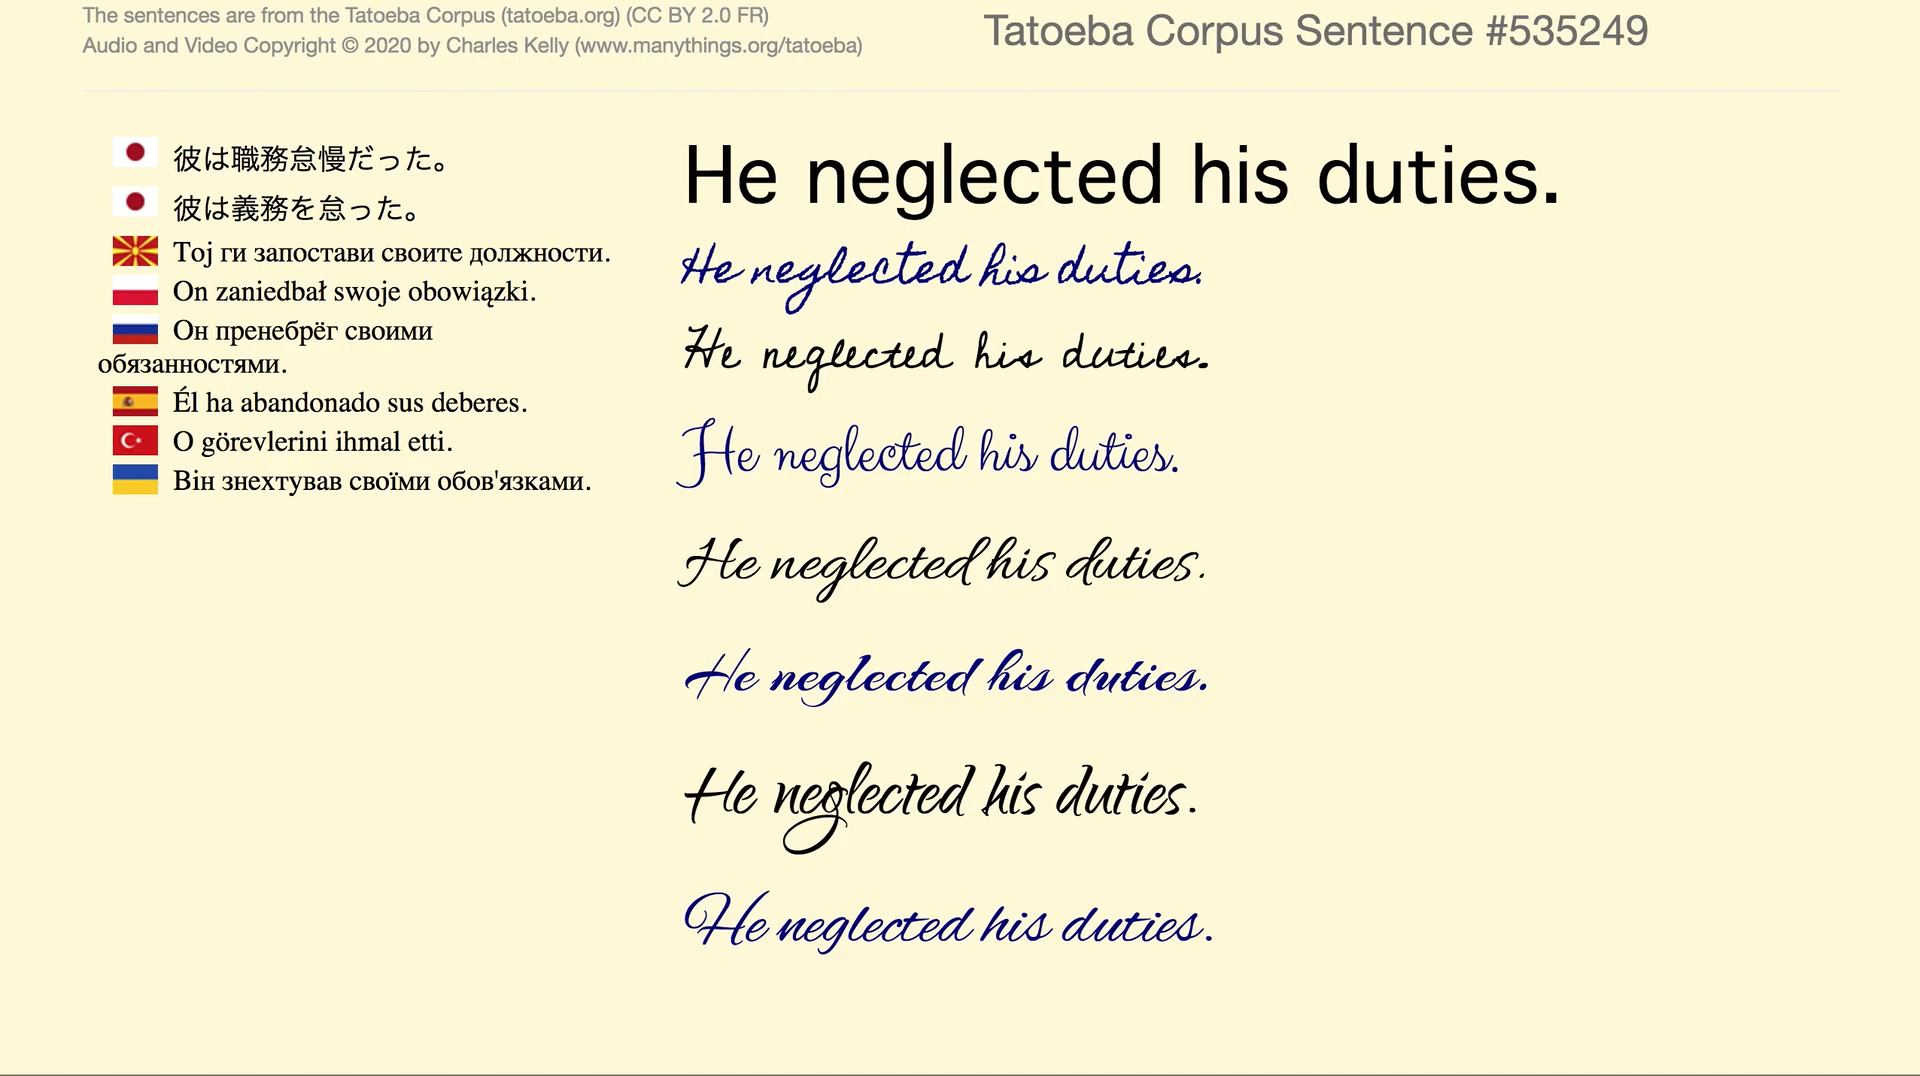 The sentences are from the Tatoeba Corpus (tatoeba.org) (CC BY 2.0 FR)
Audio and Video Copyright © 2020 by Charles Kelly (www.manythings.org/tatoeba)
Tatoeba Corpus Sentence #535249
彼は職務怠慢だった。
彼は義務を怠った。
Тој ги запостави своите должности.
On zaniedbał swoje obowiązki.
Он пренебрёг своими
обязанностями.
Él ha abandonado sus deberes.
O görevlerini ihmal etti.
Він знехтував своїми обов'язками.
He neglected his duties.
He neglected his duties.
He neglected his duties.
He neglected his duties.
He neglected his duties.
He neglected his duties.
He neglected his duties.
He neglected his duties.